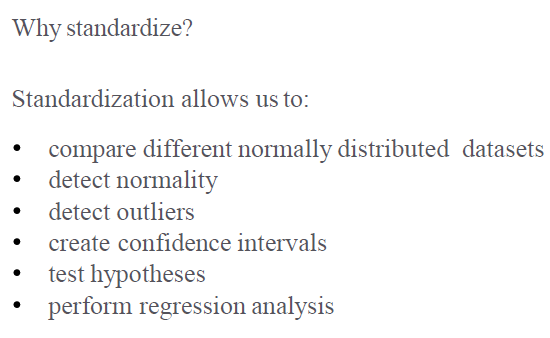 Why standardize?
Standardization allows us to:
• compare different normally distributed datasets
• detect normality
• detect outliers
• create confidence intervals
• test hypotheses
• perform regression analysis